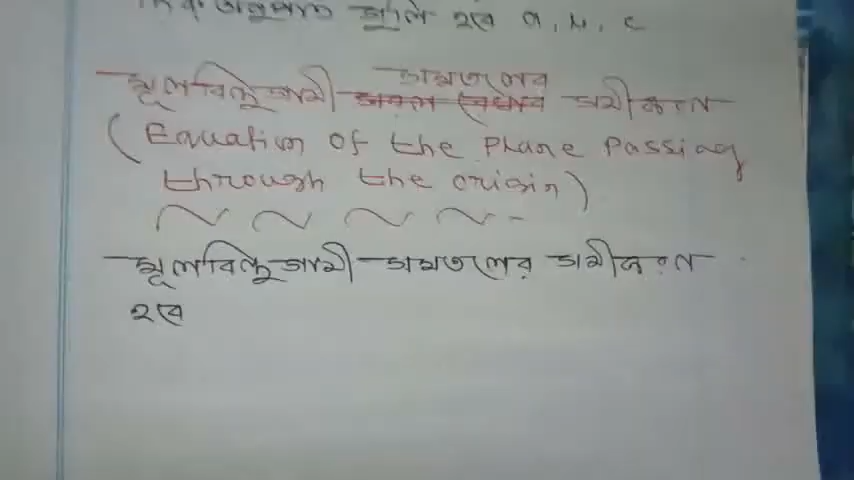 দিক অনুপাত গুলি হবে a, b, c
সমতলের
মূলবিন্দুগামী সরল রেখার সমীকরণ
(Equation of the Plane Passing
through the origin)
মূলবিন্দুগামী সমতলের সমীকরণ
হবে